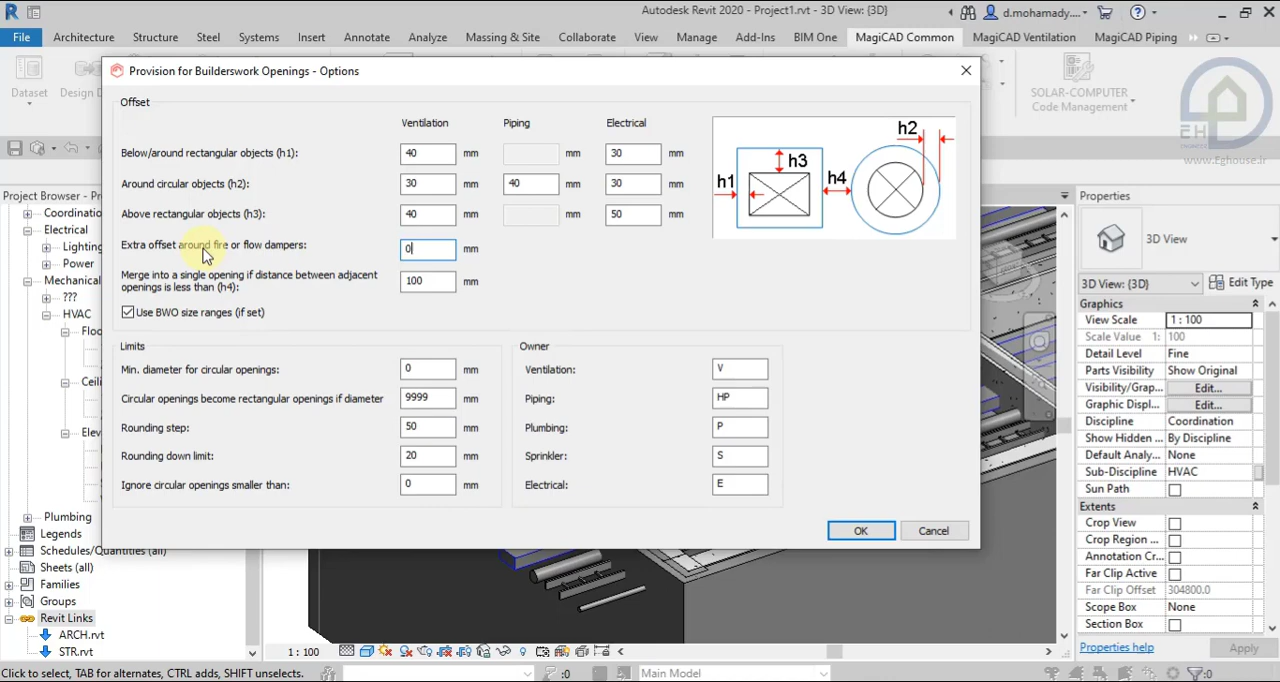 Autodesk Revit 2020 - Project1.rvt - 3D View: {3D}
d.mohamady....
File Architecture Structure Steel Systems Insert Annotate Analyze Massing & Site Collaborate View Manage Add-Ins BIM One MagiCAD Common MagiCAD Ventilation MagiCAD Piping
Dataset
Design D
SOLAR-COMPUTER
Code Management
EH
www.Eghouse.ir
Provision for Builderswork Openings - Options
Offset
Ventilation Piping Electrical
Below/around rectangular objects (h1): 40 mm mm 30 mm
Around circular objects (h2): 30 mm 40 mm 30 mm
Above rectangular objects (h3): 40 mm mm 50 mm
Extra offset around fire or flow dampers: 0 mm
Merge into a single opening if distance between adjacent
openings is less than (h4): 100 mm
Use BWO size ranges (if set)
h2
h3
h1
h4
Limits
Min. diameter for circular openings: 0 mm
Circular openings become rectangular openings if diameter 9999 mm
Rounding step: 50 mm
Rounding down limit: 20 mm
Ignore circular openings smaller than: 0 mm
Owner
Ventilation: V
Piping: HP
Plumbing: P
Sprinkler: S
Electrical: E
OK Cancel
Project Browser -
Coordina
Electrical
Lighting
Power
Mechanical
???
HVAC
Floo
Ceili
Elev
Plumbing
Legends
Schedules/Quantities (all)
Sheets (all)
Families
Groups
Revit Links
ARCH.rvt
STR.rvt
Properties
3D View
3D View: {3D} Edit Type
Graphics
View Scale 1 : 100
Scale Value 1: 100
Detail Level Fine
Parts Visibility Show Original
Visibility/Grap... Edit...
Graphic Displ... Edit...
Discipline Coordination
Show Hidden ... By Discipline
Default Analy... None
Sub-Discipline HVAC
Sun Path
Extents
Crop View
Crop Region ...
Annotation Cr...
Far Clip Active
Far Clip Offset 304800.0
Scope Box None
Section Box
Properties help Apply
1 : 100
Click to select, TAB for alternates, CTRL adds, SHIFT unselects.
:0
Main Model
:0